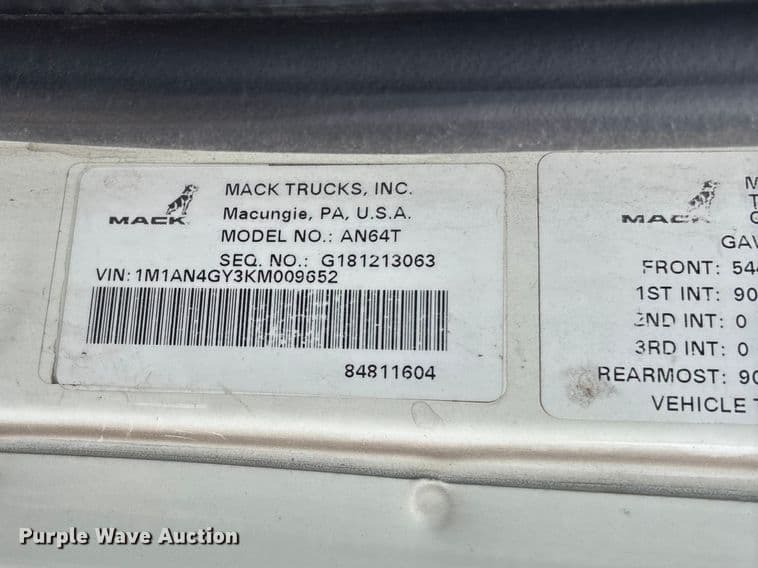 MACK
MACK TRUCKS, INC.
Macungie, PA, U.S.A.
MODEL NO.: AN64T
SEQ. NO.: G181213063
VIN: 1M1AN4GY3KM009652
84811604
MACK
M
T
G
GAV
FRONT: 544
1ST INT: 90
2ND INT: 0
3RD INT: 0
REARMOST: 90
VEHICLE T
Purple Wave Auction